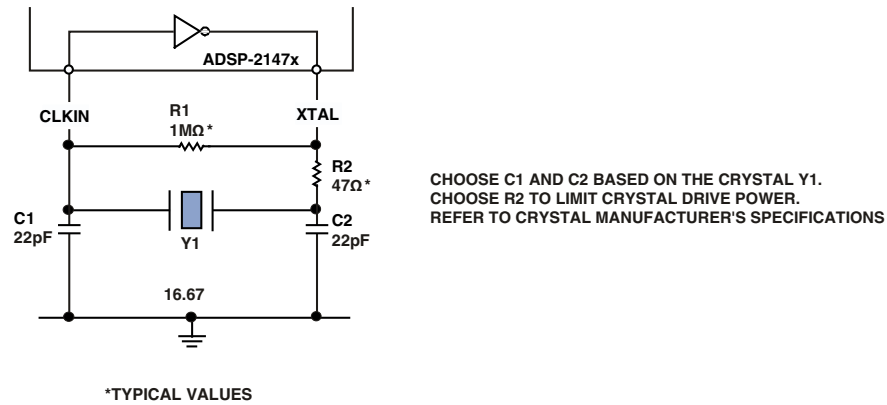 ADSP-2147x
CLKIN
XTAL
R1
1MΩ*
R2
47Ω*
C1
22pF
Y1
C2
22pF
16.67
CHOOSE C1 AND C2 BASED ON THE CRYSTAL Y1.
CHOOSE R2 TO LIMIT CRYSTAL DRIVE POWER.
REFER TO CRYSTAL MANUFACTURER'S SPECIFICATIONS
*TYPICAL VALUES